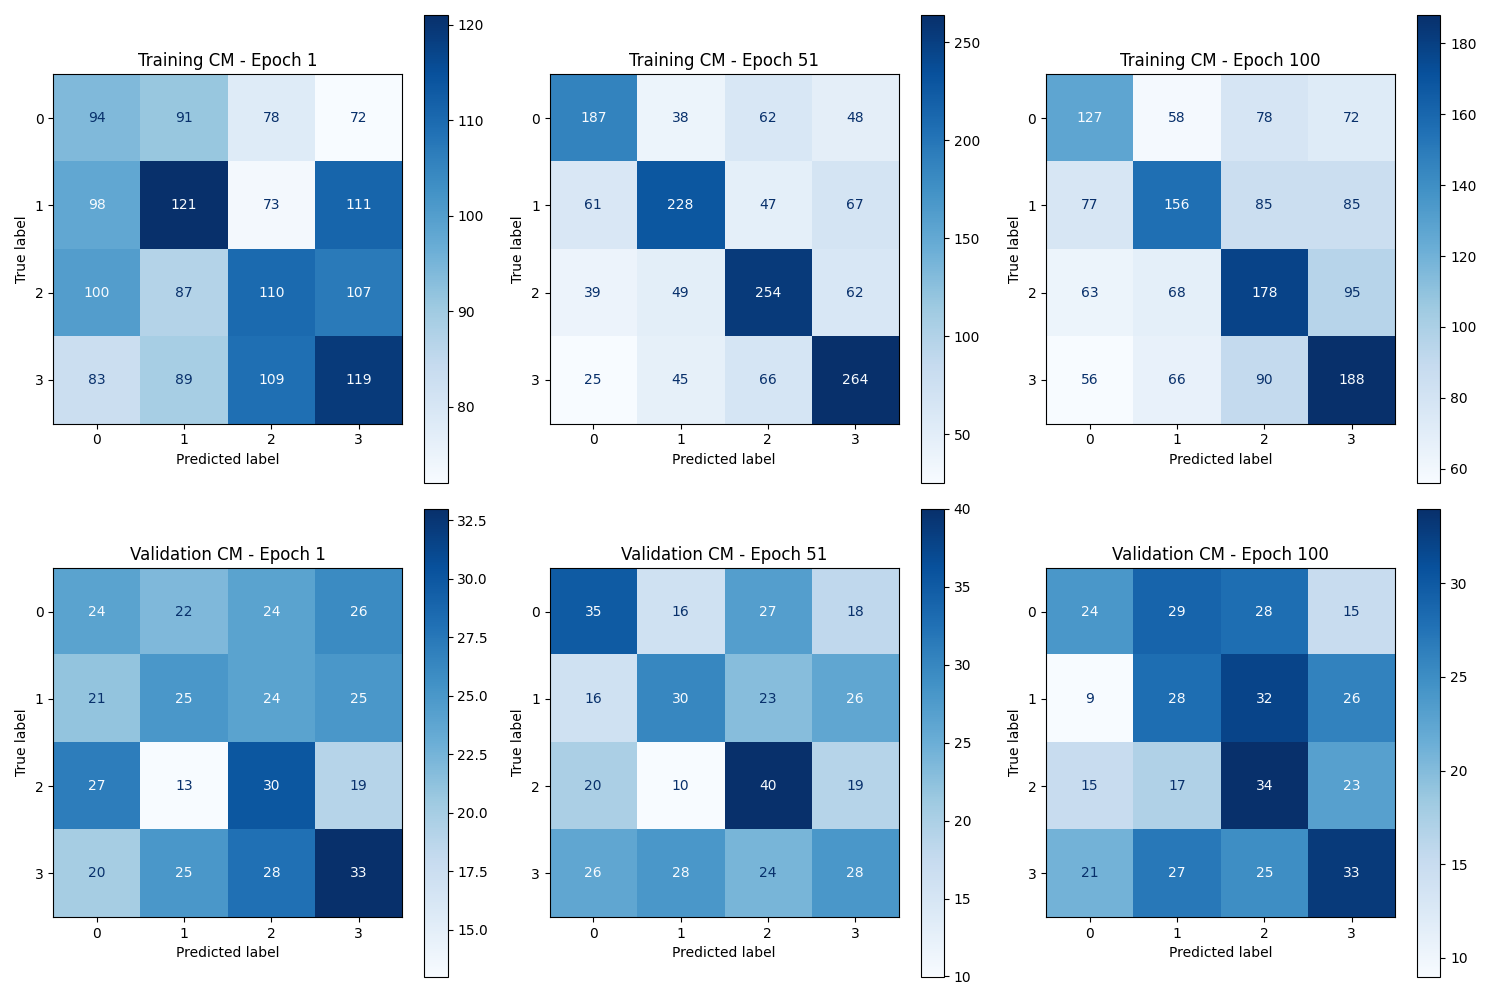 Training CM - Epoch 1
0 94 91 78 72
1 98 121 73 111
2 100 87 110 107
3 83 89 109 119
0 1 2 3
Predicted label
True label
120
110
100
90
80
Training CM - Epoch 51
0 187 38 62 48
1 61 228 47 67
2 39 49 254 62
3 25 45 66 264
0 1 2 3
Predicted label
True label
250
200
150
100
50
Training CM - Epoch 100
0 127 58 78 72
1 77 156 85 85
2 63 68 178 95
3 56 66 90 188
0 1 2 3
Predicted label
True label
180
160
140
120
100
80
60
Validation CM - Epoch 1
0 24 22 24 26
1 21 25 24 25
2 27 13 30 19
3 20 25 28 33
0 1 2 3
Predicted label
True label
32.5
30.0
27.5
25.0
22.5
20.0
17.5
15.0
Validation CM - Epoch 51
0 35 16 27 18
1 16 30 23 26
2 20 10 40 19
3 26 28 24 28
0 1 2 3
Predicted label
True label
40
35
30
25
20
15
10
Validation CM - Epoch 100
0 24 29 28 15
1 9 28 32 26
2 15 17 34 23
3 21 27 25 33
0 1 2 3
Predicted label
True label
30
25
20
15
10